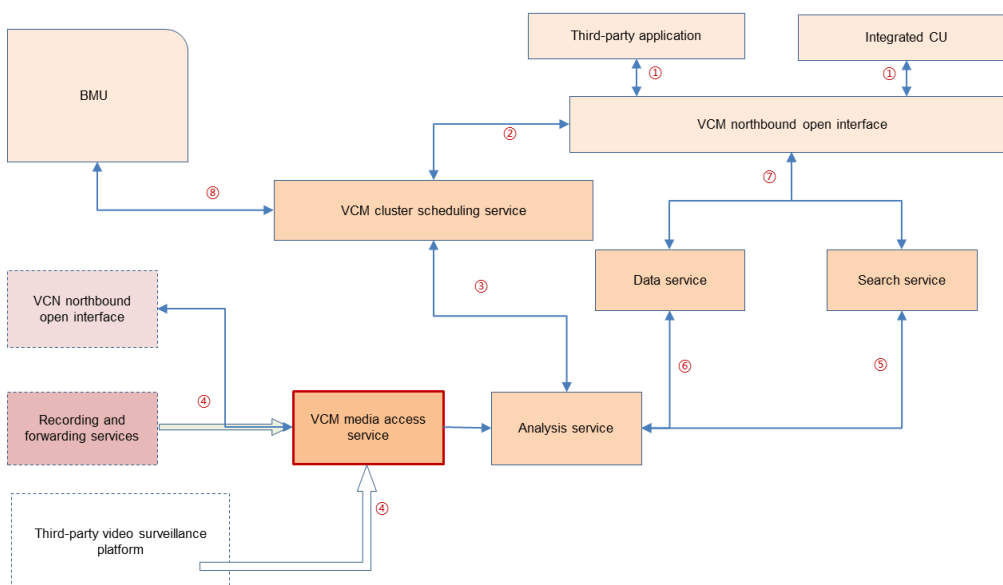 Third-party application
Integrated CU
BMU
①
①
VCM northbound open interface
②
⑦
⑧
VCM cluster scheduling service
VCN northbound
open interface
③
Data service
Search service
⑥
⑤
④
Recording and
forwarding services
VCM media access
service
Analysis service
④
Third-party video surveillance
platform